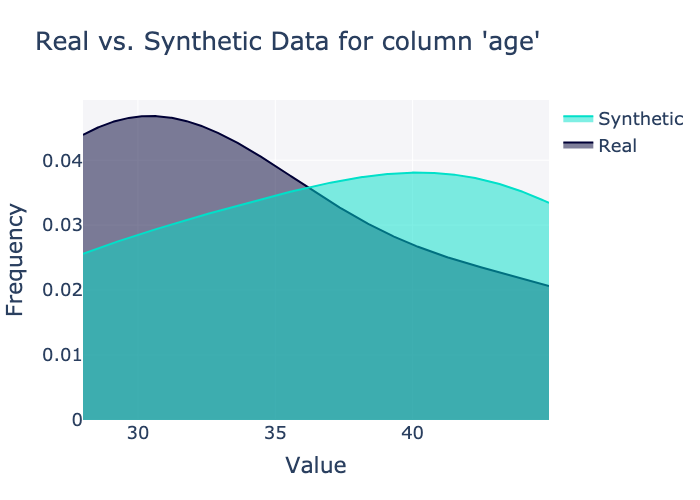 Real vs. Synthetic Data for column 'age'
Synthetic
Real
0.04
0.03
0.02
0.01
0
30 35 40
Frequency
Value